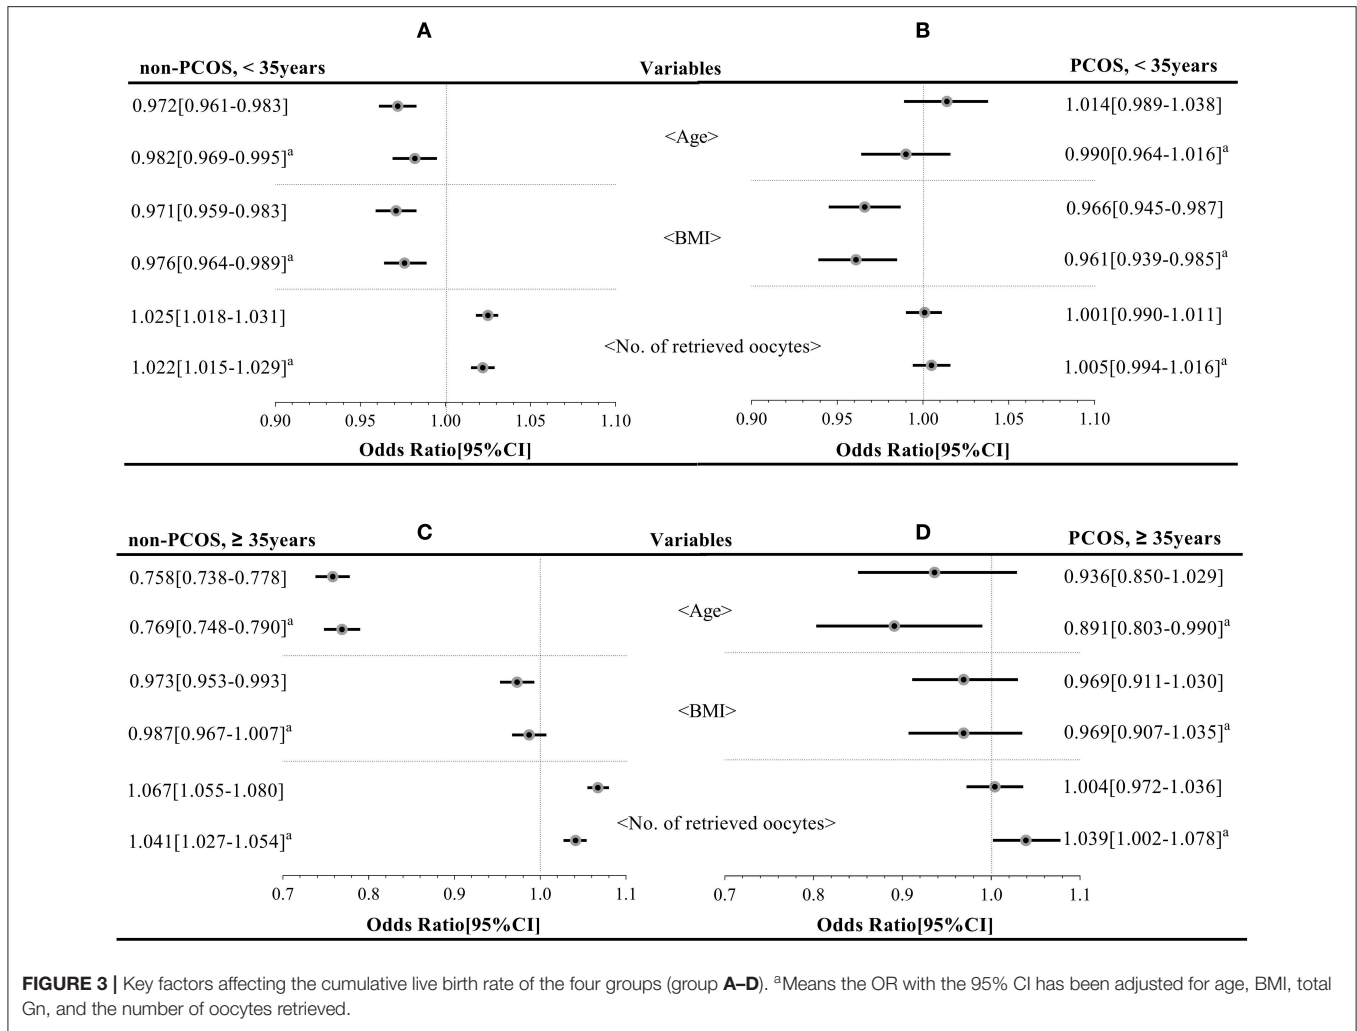 A
B
non-PCOS, < 35years
Variables
PCOS, < 35years
0.972[0.961-0.983]
1.014[0.989-1.038]
<Age>
0.982[0.969-0.995]ᵃ
0.990[0.964-1.016]ᵃ
0.971[0.959-0.983]
0.966[0.945-0.987]
<BMI>
0.976[0.964-0.989]ᵃ
0.961[0.939-0.985]ᵃ
1.025[1.018-1.031]
1.001[0.990-1.011]
<No. of retrieved oocytes>
1.022[1.015-1.029]ᵃ
1.005[0.994-1.016]ᵃ
0.90 0.95 1.00 1.05 1.10
0.90 0.95 1.00 1.05 1.10
Odds Ratio[95%CI]
Odds Ratio[95%CI]
C
D
non-PCOS, ≥ 35years
Variables
PCOS, ≥ 35years
0.758[0.738-0.778]
0.936[0.850-1.029]
<Age>
0.769[0.748-0.790]ᵃ
0.891[0.803-0.990]ᵃ
0.973[0.953-0.993]
0.969[0.911-1.030]
<BMI>
0.987[0.967-1.007]ᵃ
0.969[0.907-1.035]ᵃ
1.067[1.055-1.080]
1.004[0.972-1.036]
<No. of retrieved oocytes>
1.041[1.027-1.054]ᵃ
1.039[1.002-1.078]ᵃ
0.7 0.8 0.9 1.0 1.1
0.7 0.8 0.9 1.0 1.1
Odds Ratio[95%CI]
Odds Ratio[95%CI]
FIGURE 3 | Key factors affecting the cumulative live birth rate of the four groups (group A–D). ᵃMeans the OR with the 95% CI has been adjusted for age, BMI, total
Gn, and the number of oocytes retrieved.